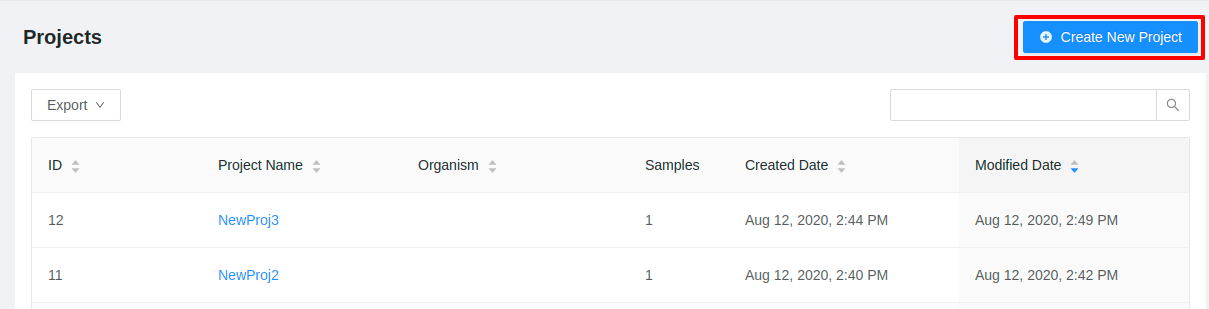 Projects
Create New Project
Export
ID Project Name Organism Samples Created Date Modified Date
12 NewProj3 1 Aug 12, 2020, 2:44 PM Aug 12, 2020, 2:49 PM
11 NewProj2 1 Aug 12, 2020, 2:40 PM Aug 12, 2020, 2:42 PM